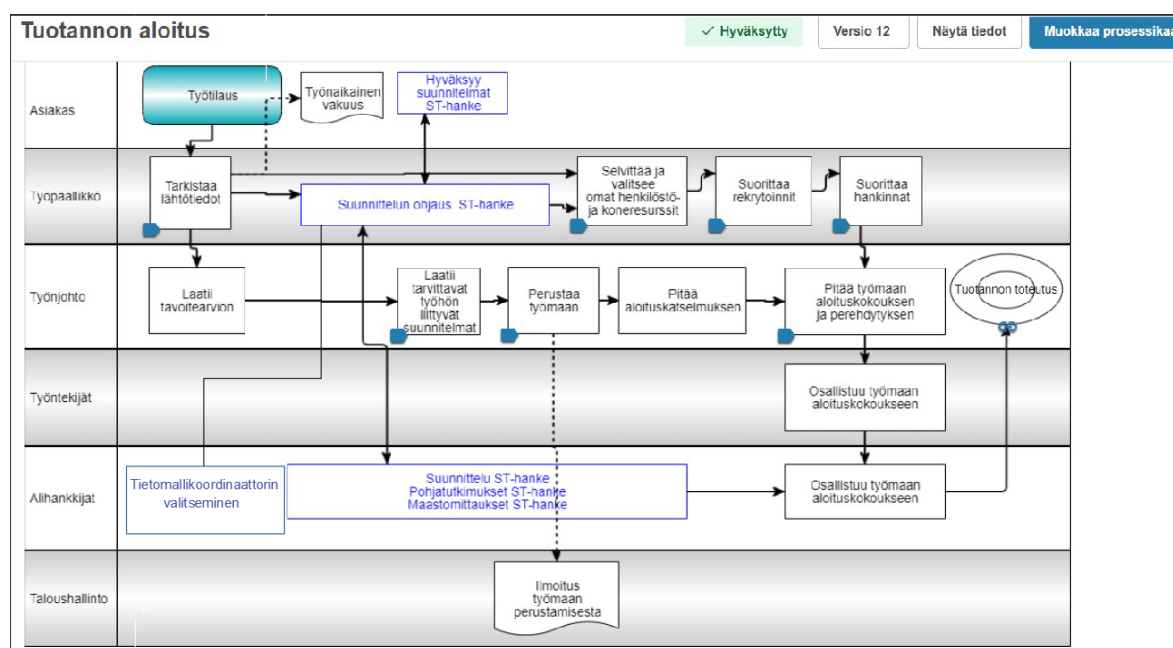 Tuotannon aloitus
✓ Hyväksytty
Versio 12
Näytä tiedot
Muokkaa prosessikaa
Asiakas
Työtilaus
Työnaikainen
vakuus
Hyväksyy
suunnitelmat
ST-hanke
Työpäällikkö
Tarkistaa
lähtötiedot
Suunnittelun ohjaus ST-hanke
Selvittää ja
valitsee
omat henkilöstö-
ja koneresurssit
Suorittaa
rekrytoinnit
Suorittaa
hankinnat
Työnjohto
Laatii
tavoitearvion
Laatii
tarvittavat
työhön
liittyvät
suunnitelmat
Perustaa
työmaan
Pitää
aloituskatselmuksen
Pitää työmaan
aloituskokouksen
ja perehdytyksen
Tuotannon toteutus
Työntekijät
Osallistuu työmaan
aloituskokoukseen
Alihankkijat
Tietomallikoordinaattorin
valitseminen
Suunnittelu ST-hanke
Pohjatutkimukset ST-hanke
Maastomittaukset ST-hanke
Osallistuu työmaan
aloituskokoukseen
Taloushallinto
Ilmoitus
työmaan
perustamisesta